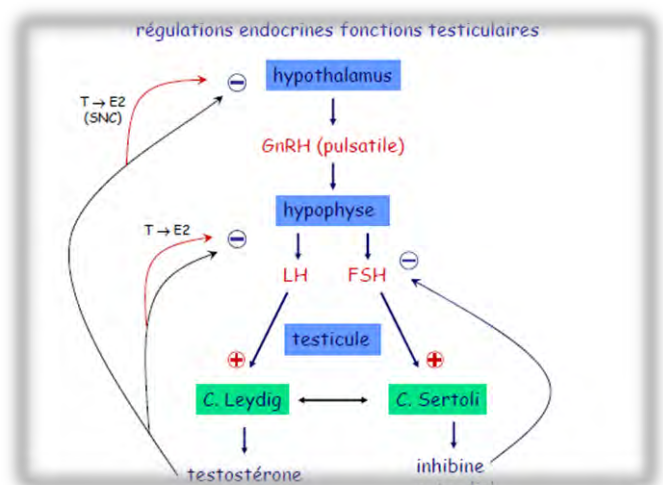 régulations endocrines fonctions testiculaires
hypothalamus
T → E2
(SNC)
GnRH (pulsatile)
hypophyse
T → E2
LH FSH
testicule
C. Leydig C. Sertoli
testostérone inhibine